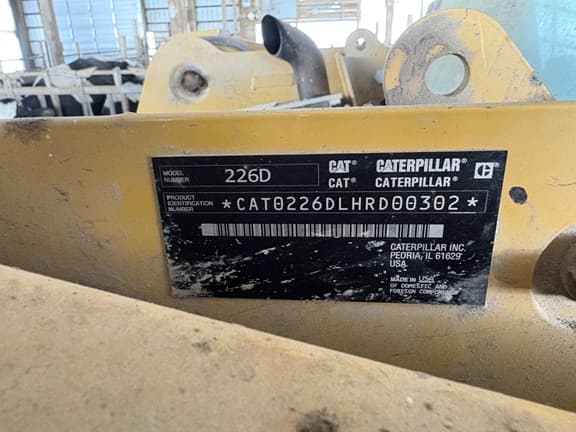 MODEL NUMBER 226D CAT® CATERPILLAR® C
CAT® CATERPILLAR®
PRODUCT IDENTIFICATION NUMBER *CAT0226DLHRD00302*
CATERPILLAR INC.
PEORIA, IL 61629
USA
MADE IN USA
OF DOMESTIC AND
FOREIGN COMPONENTS